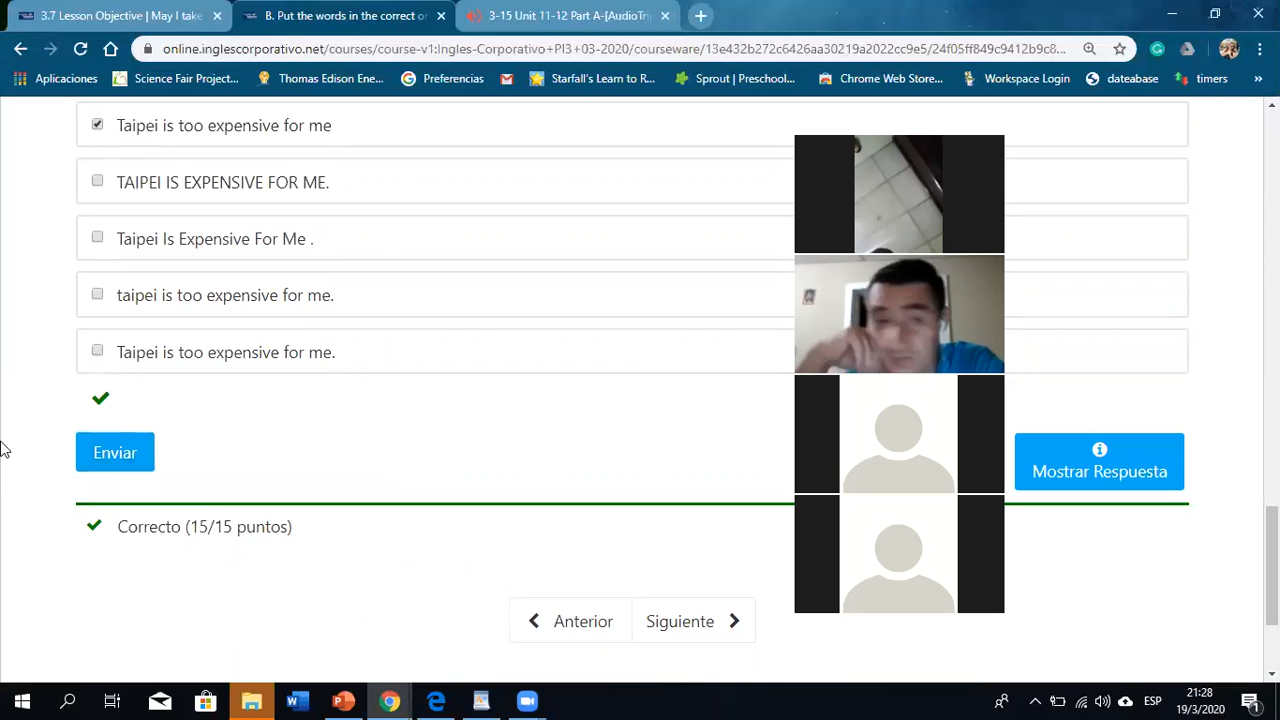 3.7 Lesson Objective | May I take
B. Put the words in the correct or
3-15 Unit 11-12 Part A-[AudioTri
online.inglescorporativo.net/courses/course-v1:Ingles-Corporativo+PI3+03-2020/courseware/13e432b272c6426aa30219a2022cc9e5/24f05ff849c9412b9c8...
Aplicaciones
Science Fair Project...
Thomas Edison Ene...
Preferencias
Starfall's Learn to R...
Sprout | Preschool...
Chrome Web Store...
Workspace Login
dateabase
timers
Taipei is too expensive for me
TAIPEI IS EXPENSIVE FOR ME.
Taipei Is Expensive For Me .
taipei is too expensive for me.
Taipei is too expensive for me.
Enviar
Mostrar Respuesta
Correcto (15/15 puntos)
Anterior
Siguiente
ESP
21:28
19/3/2020